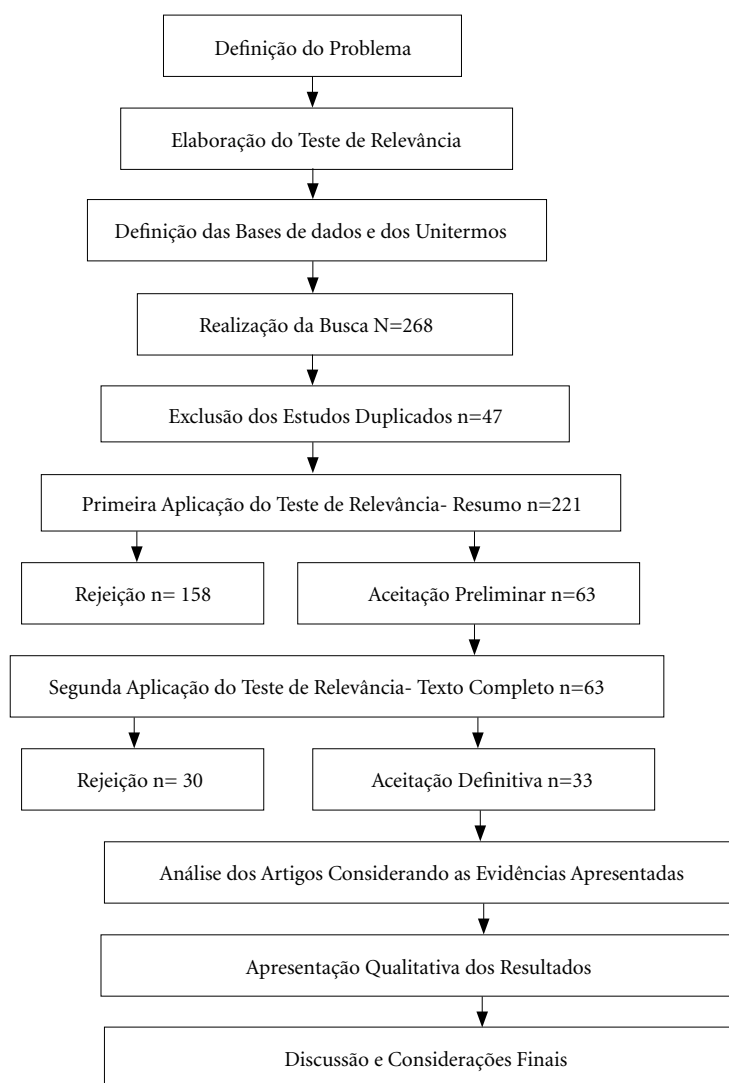 Definição do Problema
Elaboração do Teste de Relevância
Definição das Bases de dados e dos Unitermos
Realização da Busca N=268
Exclusão dos Estudos Duplicados n=47
Primeira Aplicação do Teste de Relevância- Resumo n=221
Rejeição n= 158
Aceitação Preliminar n=63
Segunda Aplicação do Teste de Relevância- Texto Completo n=63
Rejeição n= 30
Aceitação Definitiva n=33
Análise dos Artigos Considerando as Evidências Apresentadas
Apresentação Qualitativa dos Resultados
Discussão e Considerações Finais